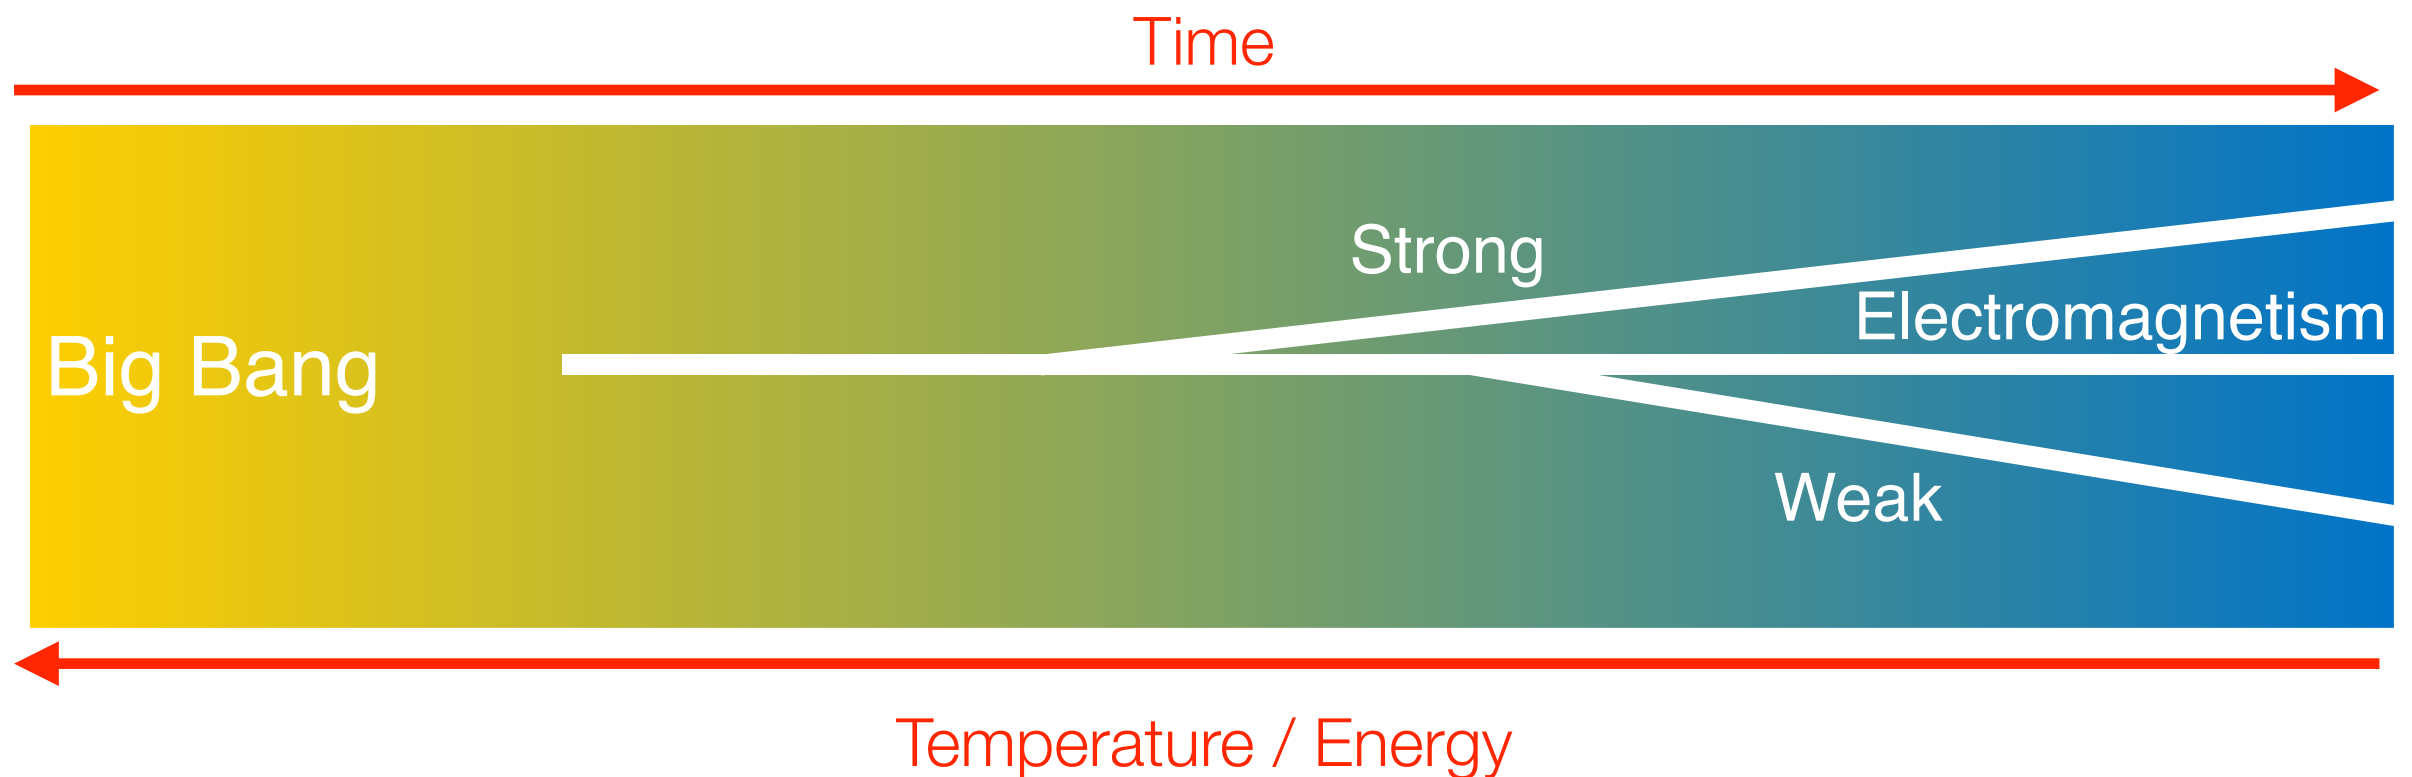 Time
Strong
Electromagnetism
Big Bang
Weak
Temperature / Energy